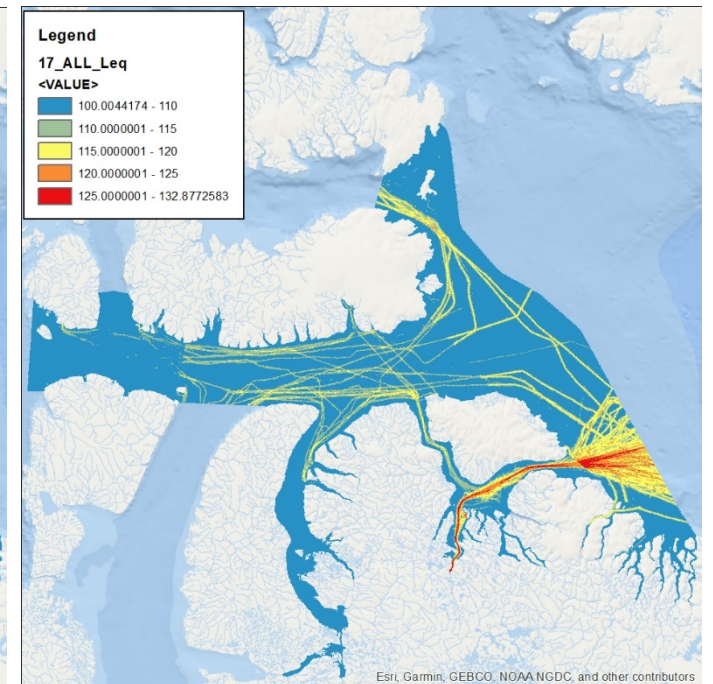 Legend
17_ALL_Leq
<VALUE>
100.0044174 - 110
110.0000001 - 115
115.0000001 - 120
120.0000001 - 125
125.0000001 - 132.8772583
Esri, Garmin, GEBCO, NOAA NGDC, and other contributors